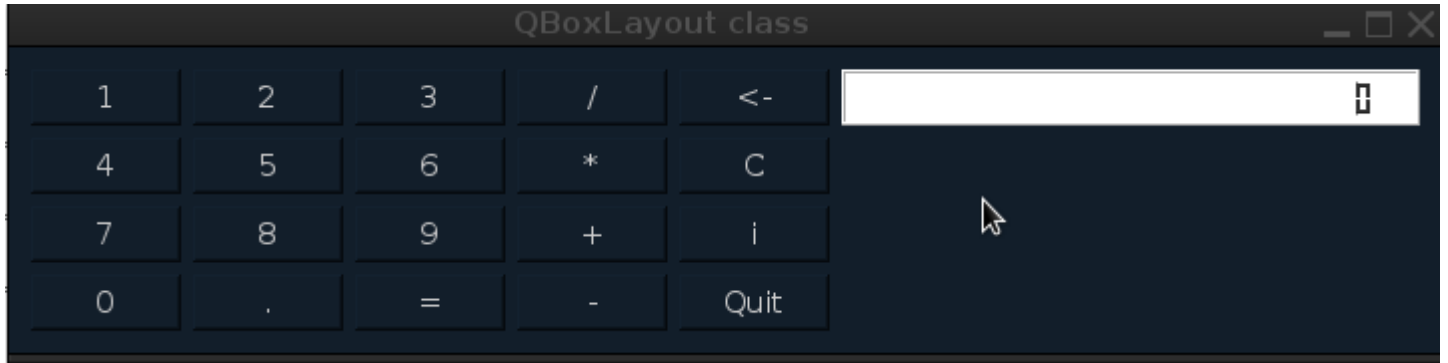 QBoxLayout class
1 2 3 / <- 0
4 5 6 * C
7 8 9 + i
0 . = - Quit